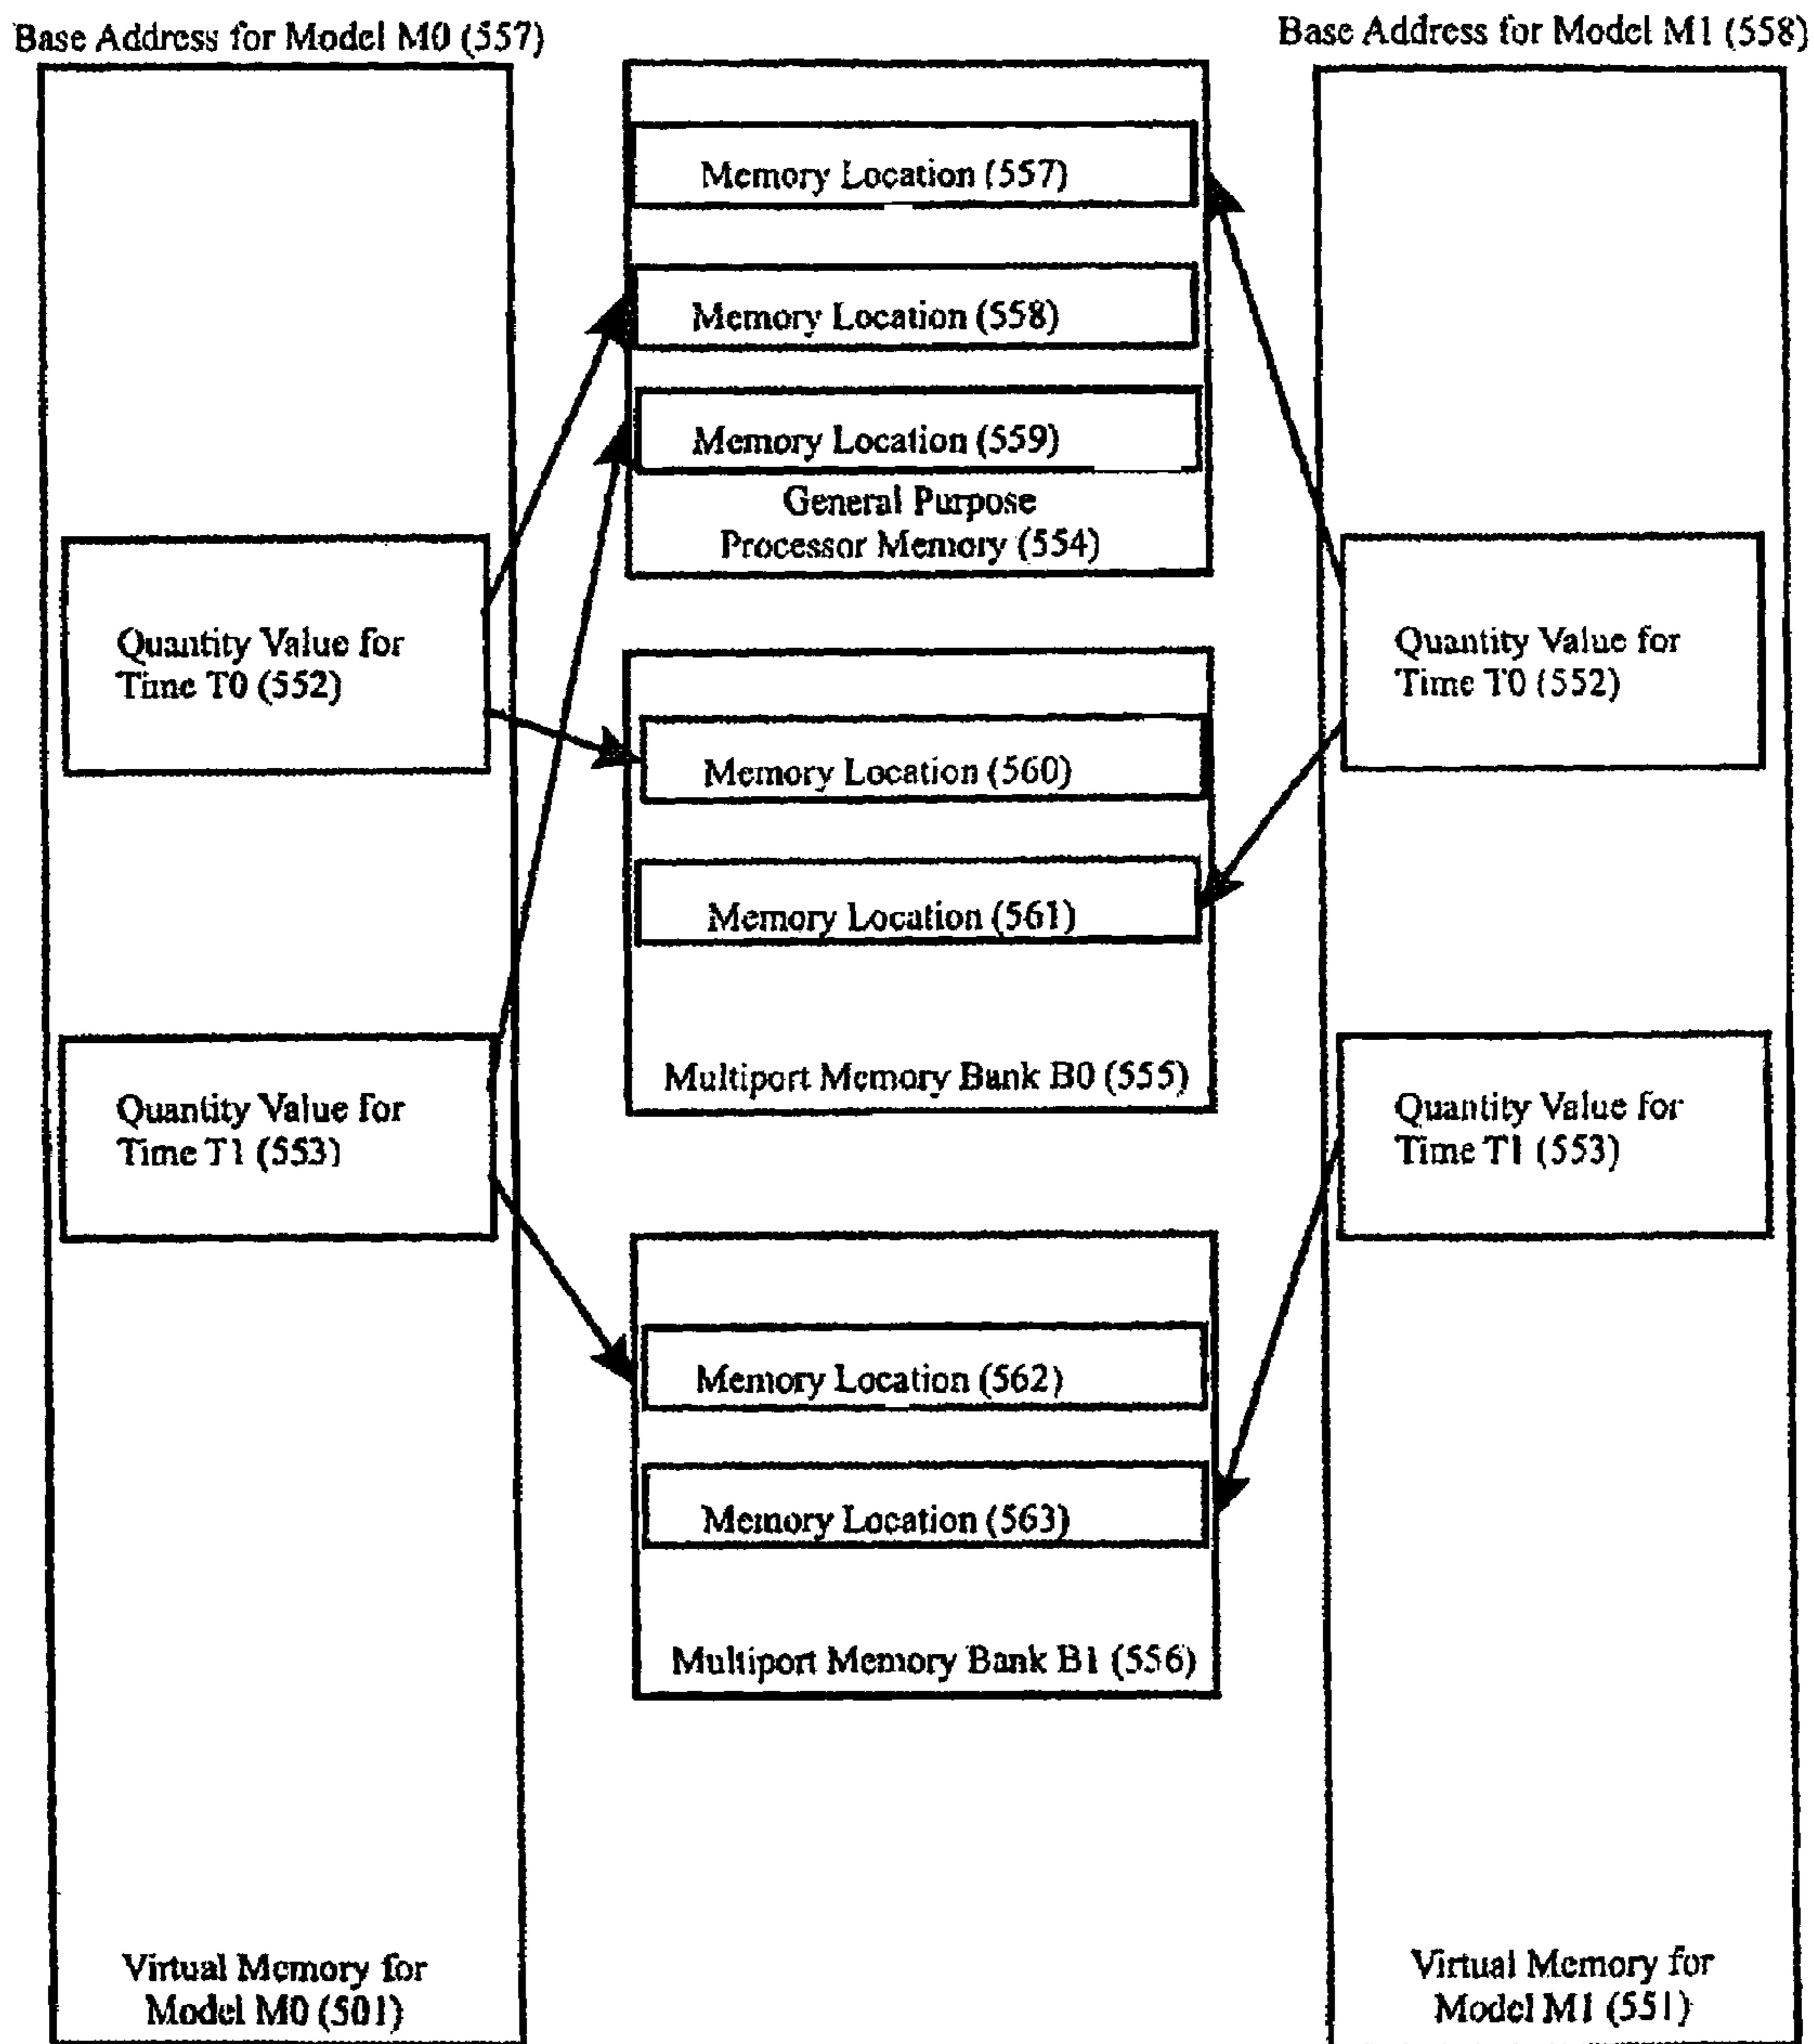 Base Address for Model M0 (557)
Base Address for Model M1 (558)
Memory Location (557)
Memory Location (558)
Memory Location (559)
General Purpose
Processor Memory (554)
Quantity Value for
Time T0 (552)
Quantity Value for
Time T0 (552)
Memory Location (560)
Memory Location (561)
Multiport Memory Bank B0 (555)
Quantity Value for
Time T1 (553)
Quantity Value for
Time T1 (553)
Memory Location (562)
Memory Location (563)
Multiport Memory Bank B1 (556)
Virtual Memory for
Model M0 (501)
Virtual Memory for
Model M1 (551)